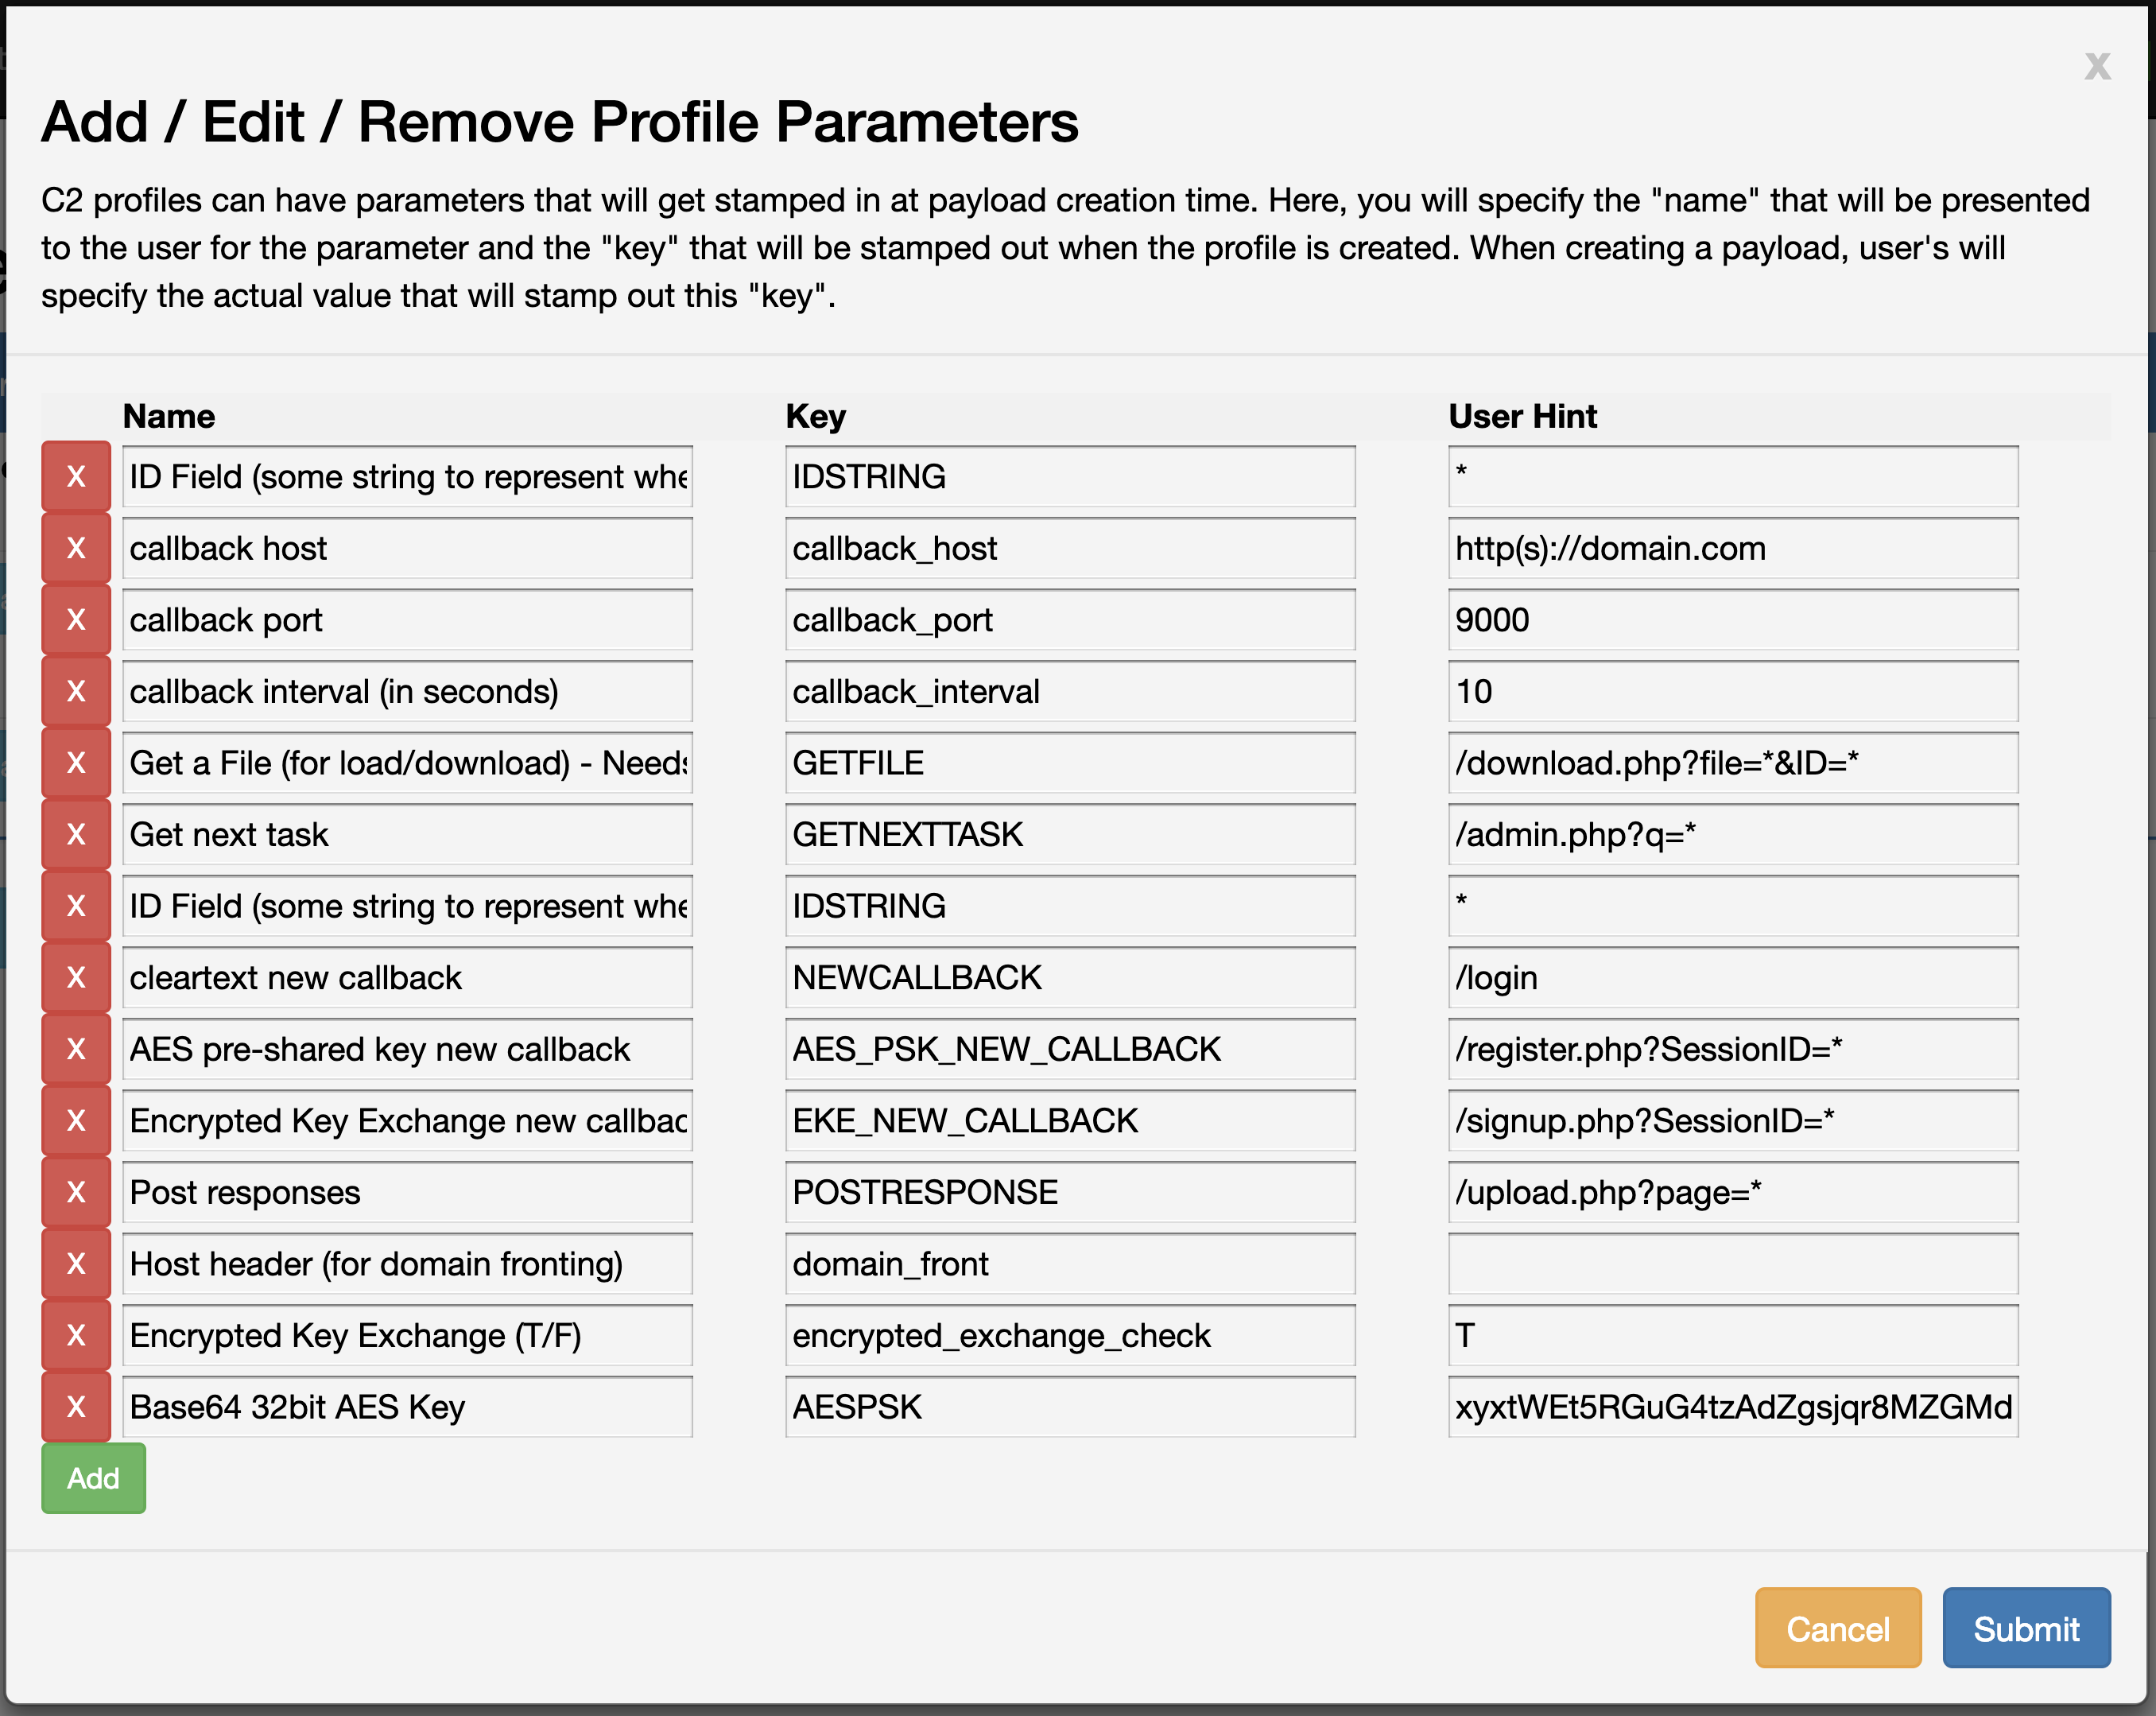 x
Add / Edit / Remove Profile Parameters
C2 profiles can have parameters that will get stamped in at payload creation time. Here, you will specify the "name" that will be presented
to the user for the parameter and the "key" that will be stamped out when the profile is created. When creating a payload, user's will
specify the actual value that will stamp out this "key".
Name Key User Hint
X ID Field (some string to represent whe IDSTRING *
X callback host callback_host http(s)://domain.com
X callback port callback_port 9000
X callback interval (in seconds) callback_interval 10
X Get a File (for load/download) - Needs GETFILE /download.php?file=*&ID=*
X Get next task GETNEXTTASK /admin.php?q=*
X ID Field (some string to represent whe IDSTRING *
X cleartext new callback NEWCALLBACK /login
X AES pre-shared key new callback AES_PSK_NEW_CALLBACK /register.php?SessionID=*
X Encrypted Key Exchange new callbac EKE_NEW_CALLBACK /signup.php?SessionID=*
X Post responses POSTRESPONSE /upload.php?page=*
X Host header (for domain fronting) domain_front
X Encrypted Key Exchange (T/F) encrypted_exchange_check T
X Base64 32bit AES Key AESPSK xyxtWEt5RGuG4tzAdZgsjqr8MZGMd
Add
Cancel Submit